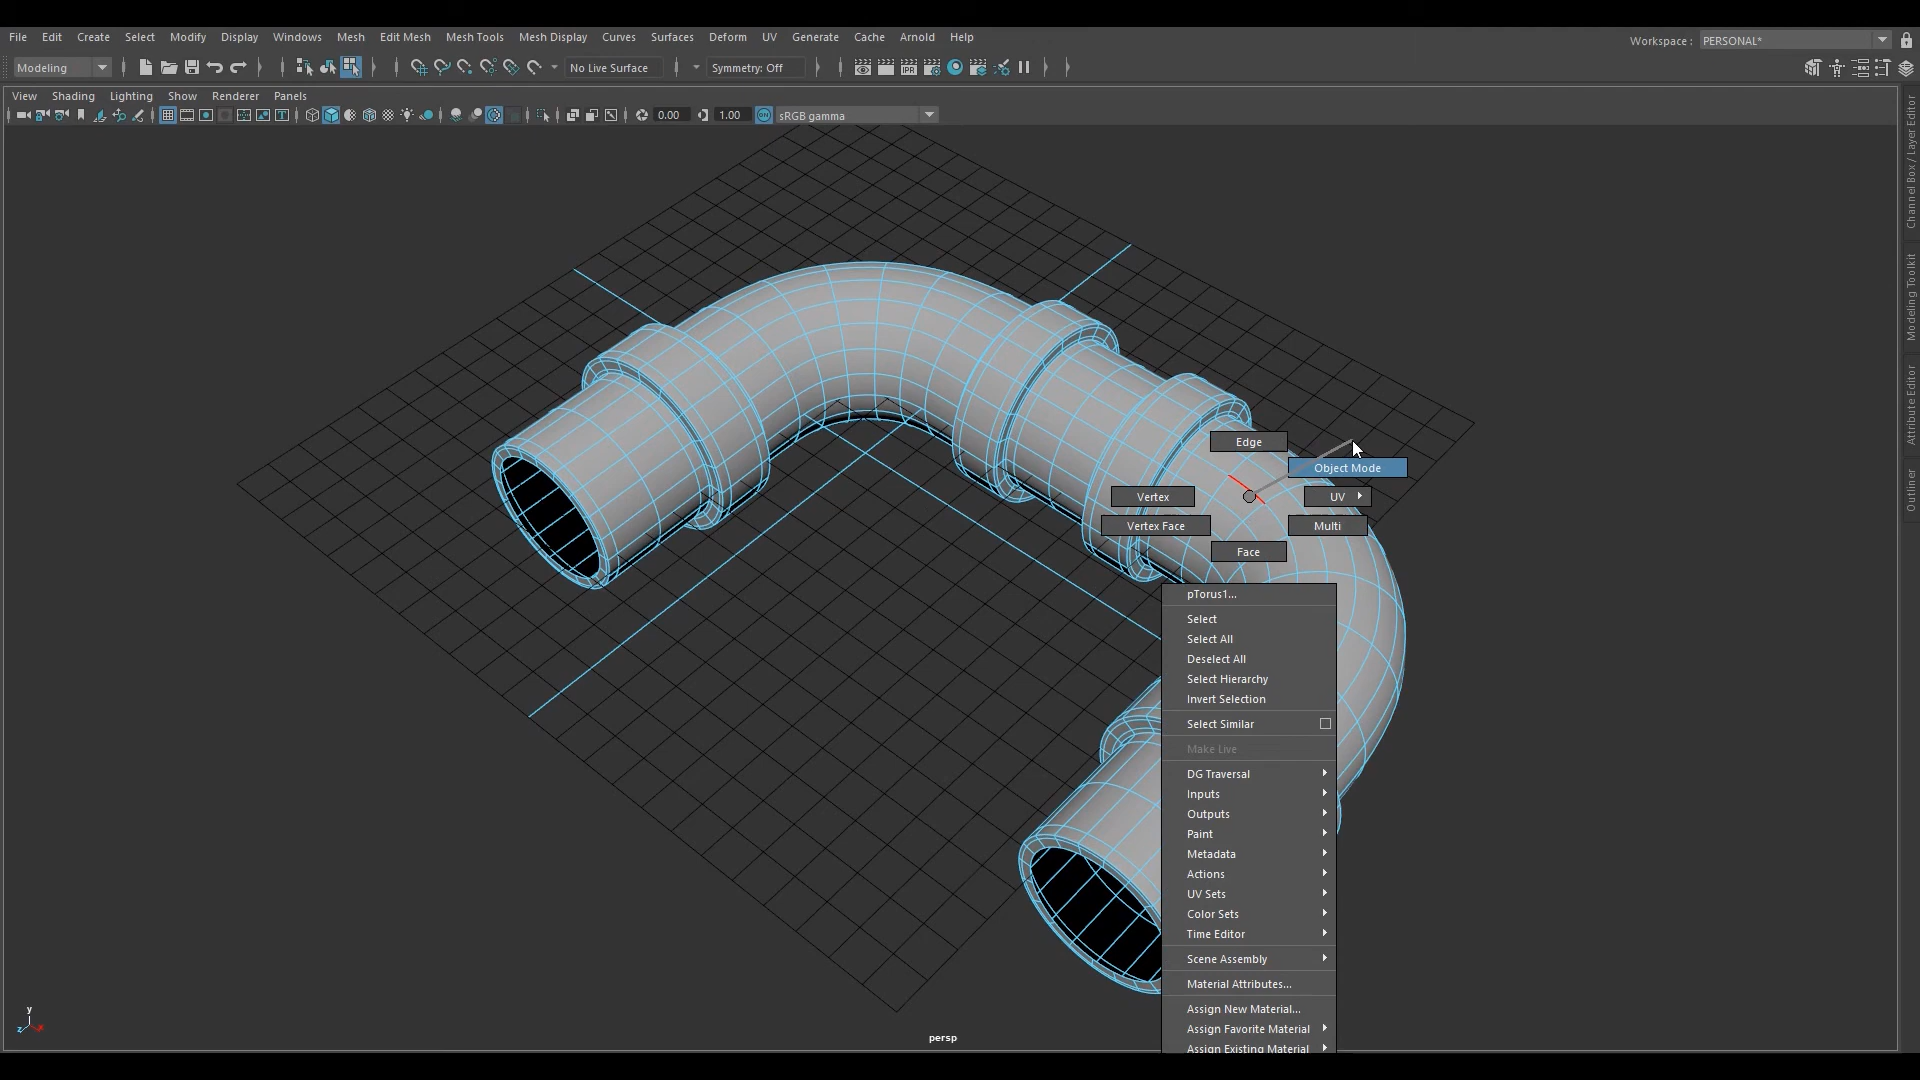 File Edit Create Select Modify Display Windows Mesh Edit Mesh Mesh Tools Mesh Display Curves Surfaces Deform UV Generate Cache Arnold Help
Workspace : PERSONAL*
Modeling No Live Surface Symmetry: Off IPR
View Shading Lighting Show Renderer Panels
0.00 1.00 ON sRGB gamma
Channel Box / Layer Editor
Modeling Toolkit
Attribute Editor
Outliner
Edge
Object Mode
Vertex
UV
Vertex Face
Multi
Face
pTorus1...
Select
Select All
Deselect All
Select Hierarchy
Invert Selection
Select Similar
Make Live
DG Traversal
Inputs
Outputs
Paint
Metadata
Actions
UV Sets
Color Sets
Time Editor
Scene Assembly
Material Attributes...
Assign New Material...
Assign Favorite Material
Assign Existing Material
y
z x
persp